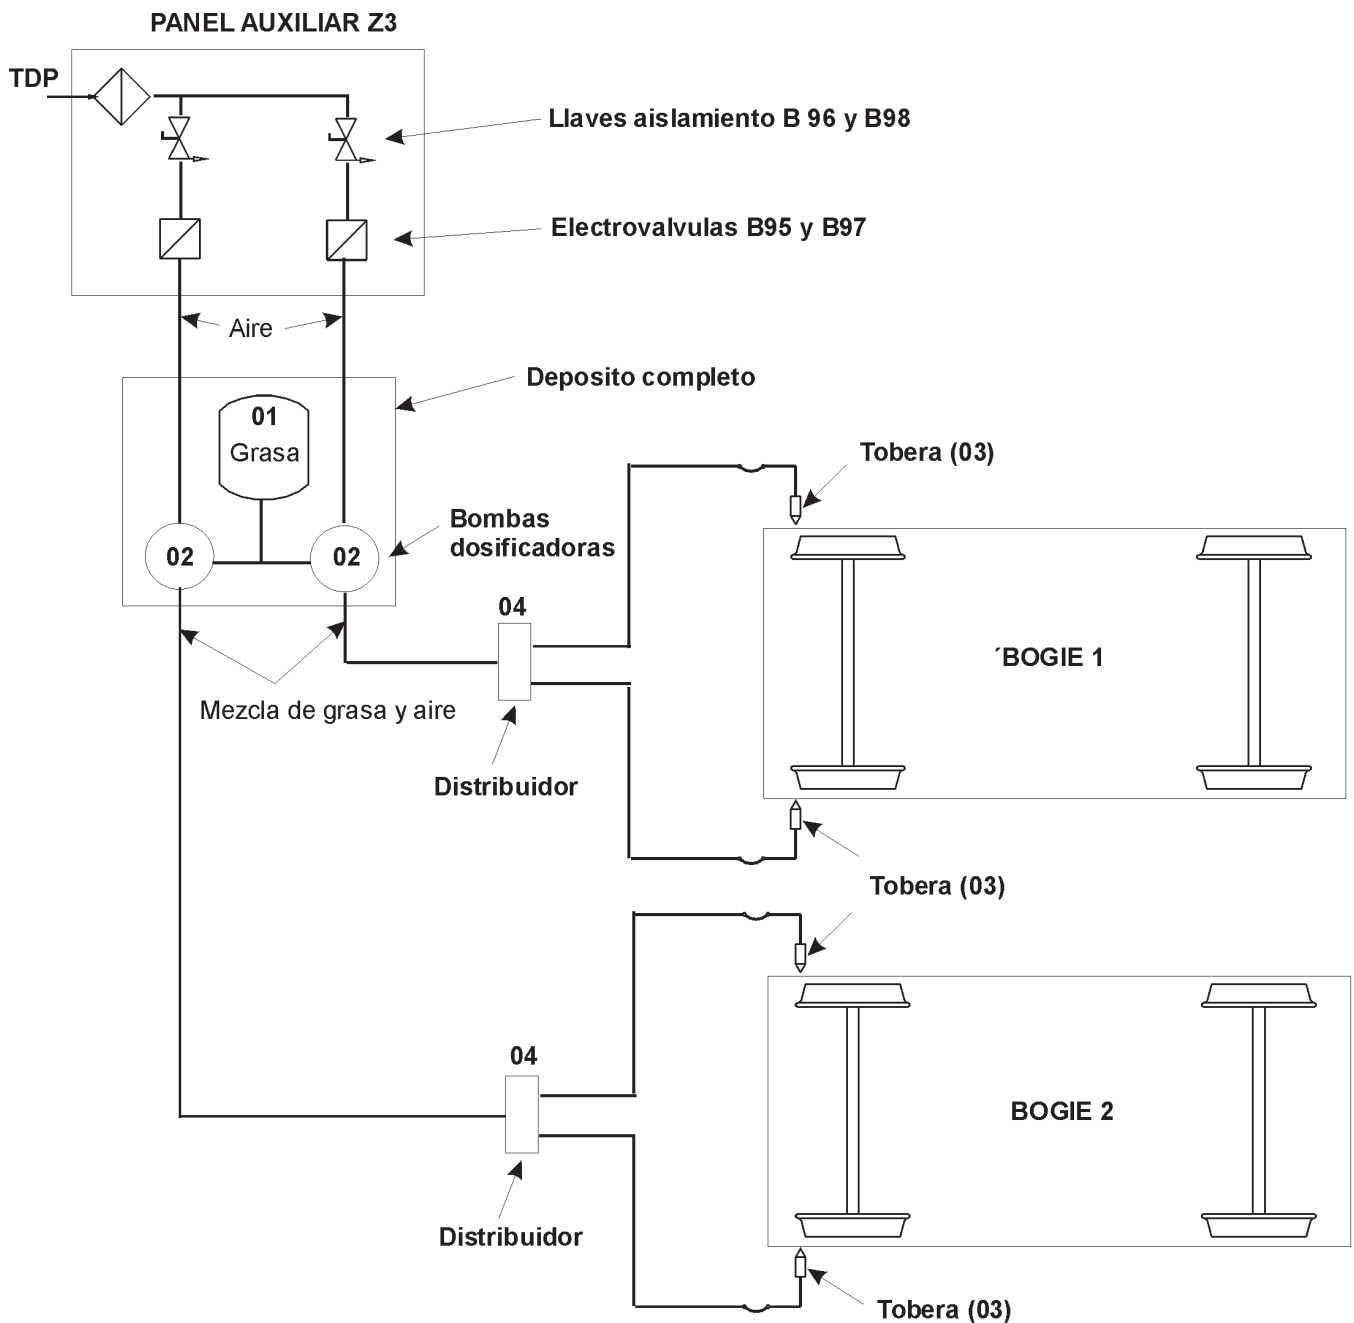 PANEL AUXILIAR Z3
TDP
Llaves aislamiento B 96 y B98
Electrovalvulas B95 y B97
Aire
Deposito completo
01
Grasa
Tobera (03)
Bombas
dosificadoras
02
02
04
´BOGIE 1
Mezcla de grasa y aire
Distribuidor
Tobera (03)
04
BOGIE 2
Distribuidor
Tobera (03)